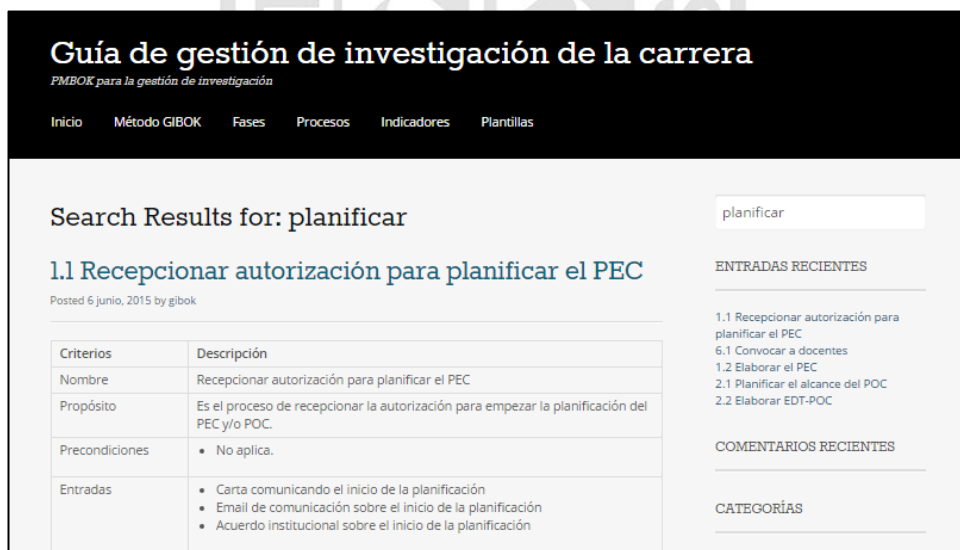 Guía de gestión de investigación de la carrera
PMBOK para la gestión de investigación
Inicio Método GIBOK Fases Procesos Indicadores Plantillas
Search Results for: planificar
1.1 Recepcionar autorización para planificar el PEC
Posted 6 junio, 2015 by gibok
Criterios Descripción
Nombre Recepcionar autorización para planificar el PEC
Propósito Es el proceso de recepcionar la autorización para empezar la planificación del
PEC y/o POC.
Precondiciones • No aplica.
Entradas • Carta comunicando el inicio de la planificación
• Email de comunicación sobre el inicio de la planificación
• Acuerdo institucional sobre el inicio de la planificación
planificar
ENTRADAS RECIENTES
1.1 Recepcionar autorización para
planificar el PEC
6.1 Convocar a docentes
1.2 Elaborar el PEC
2.1 Planificar el alcance del POC
2.2 Elaborar EDT-POC
COMENTARIOS RECIENTES
CATEGORÍAS